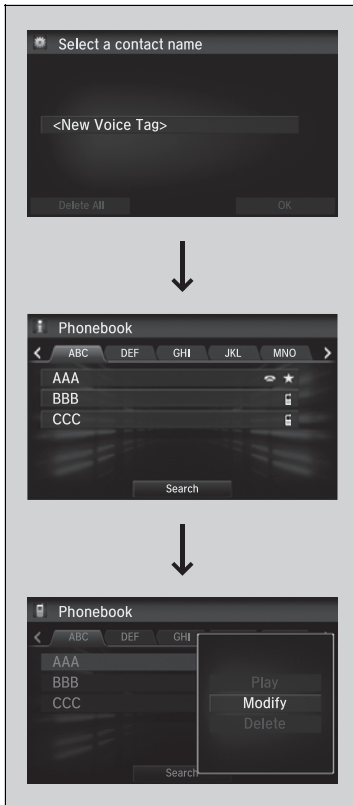 Select a contact name
<New Voice Tag>
Delete All OK
Phonebook
ABC DEF GHI JKL MNO
AAA
BBB
CCC
Search
Phonebook
ABC DEF GHI
AAA
BBB
CCC
Play
Modify
Delete
Search